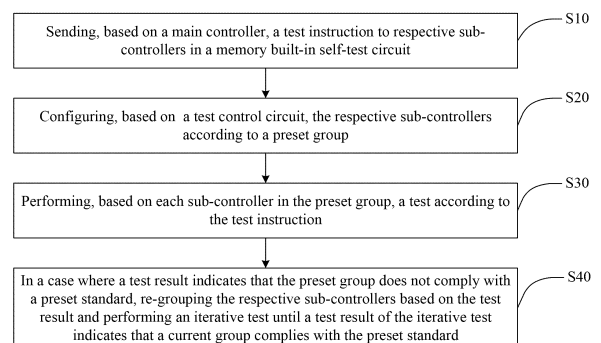 Sending, based on a main controller, a test instruction to respective sub-
controllers in a memory built-in self-test circuit
S10
Configuring, based on a test control circuit, the respective sub-controllers
according to a preset group
S20
Performing, based on each sub-controller in the preset group, a test according to
the test instruction
S30
In a case where a test result indicates that the preset group does not comply with
a preset standard, re-grouping the respective sub-controllers based on the test
result and performing an iterative test until a test result of the iterative test
indicates that a current group complies with the preset standard
S40